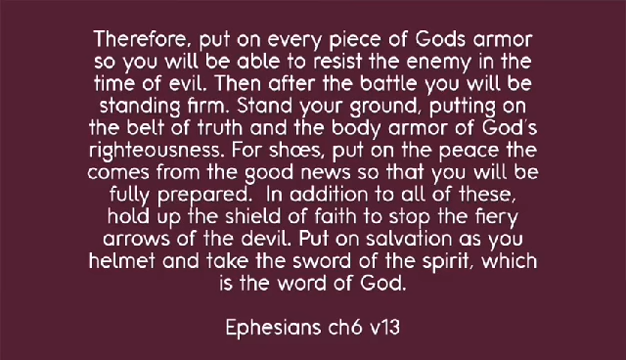 Therefore, put on every piece of Gods armor
so you will be able to resist the enemy in the
time of evil. Then after the battle you will be
standing firm. Stand your ground, putting on
the belt of truth and the body armor of God's
righteousness. For shoes, put on the peace the
comes from the good news so that you will be
fully prepared. In addition to all of these,
hold up the shield of faith to stop the fiery
arrows of the devil. Put on salvation as you
helmet and take the sword of the spirit, which
is the word of God.
Ephesians ch6 v13